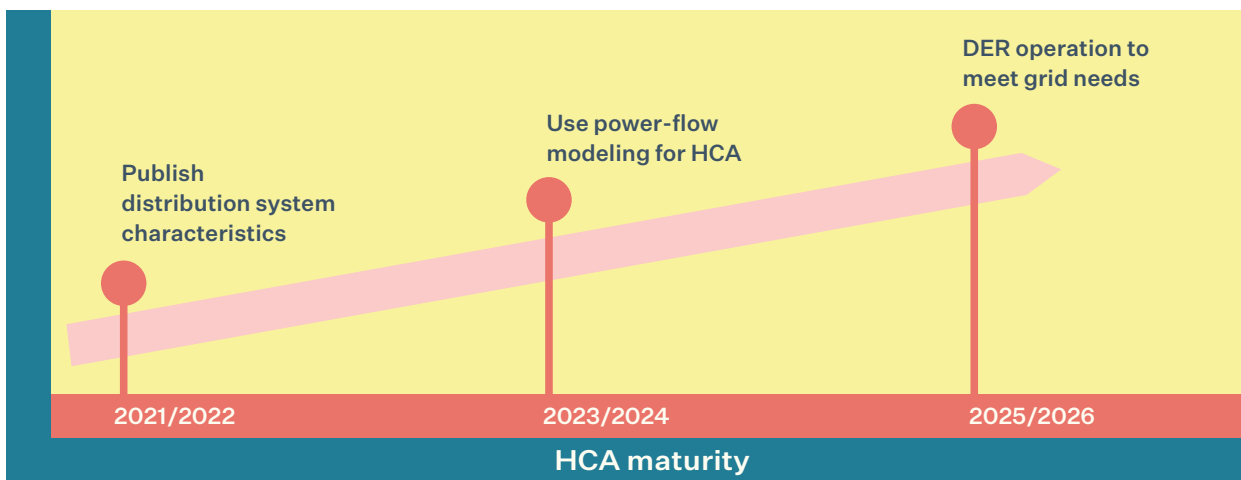 Publish
distribution system
characteristics
Use power-flow
modeling for HCA
DER operation to
meet grid needs
2021/2022
2023/2024
2025/2026
HCA maturity